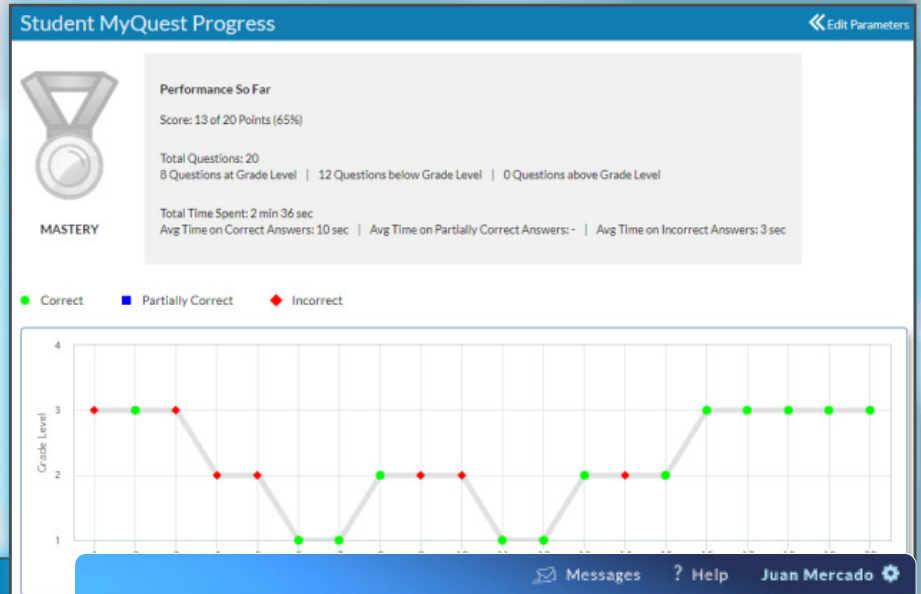 Student MyQuest Progress
Edit Parameters
Performance So Far
Score: 13 of 20 Points (65%)
Total Questions: 20
8 Questions at Grade Level | 12 Questions below Grade Level | 0 Questions above Grade Level
Total Time Spent: 2 min 36 sec
Avg Time on Correct Answers: 10 sec | Avg Time on Partially Correct Answers: - | Avg Time on Incorrect Answers: 3 sec
MASTERY
Correct
Partially Correct
Incorrect
4
3
2
1
Grade Level
Messages
? Help
Juan Mercado